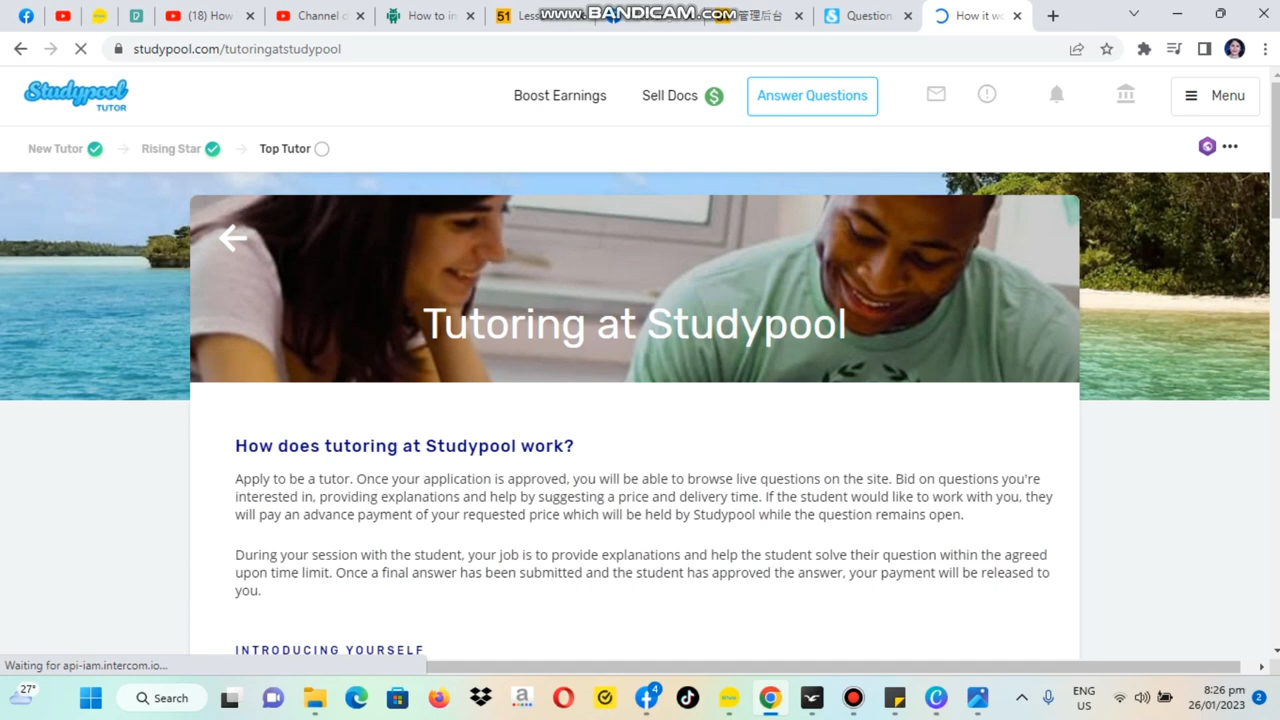 www.BANDICAM.com
(18) How
Channel
How to in
51
Less
管理后台
Question
How it wo
studypool.com/tutoringatstudypool
Studypool
TUTOR
Boost Earnings
Sell Docs
Answer Questions
Menu
New Tutor
Rising Star
Top Tutor
Tutoring at Studypool
How does tutoring at Studypool work?
Apply to be a tutor. Once your application is approved, you will be able to browse live questions on the site. Bid on questions you're
interested in, providing explanations and help by suggesting a price and delivery time. If the student would like to work with you, they
will pay an advance payment of your requested price which will be held by Studypool while the question remains open.
During your session with the student, your job is to provide explanations and help the student solve their question within the agreed
upon time limit. Once a final answer has been submitted and the student has approved the answer, your payment will be released to
you.
INTRODUCING YOURSELF
Waiting for api-iam.intercom.io...
27°
Search
4
ENG
US
8:26 pm
26/01/2023
2